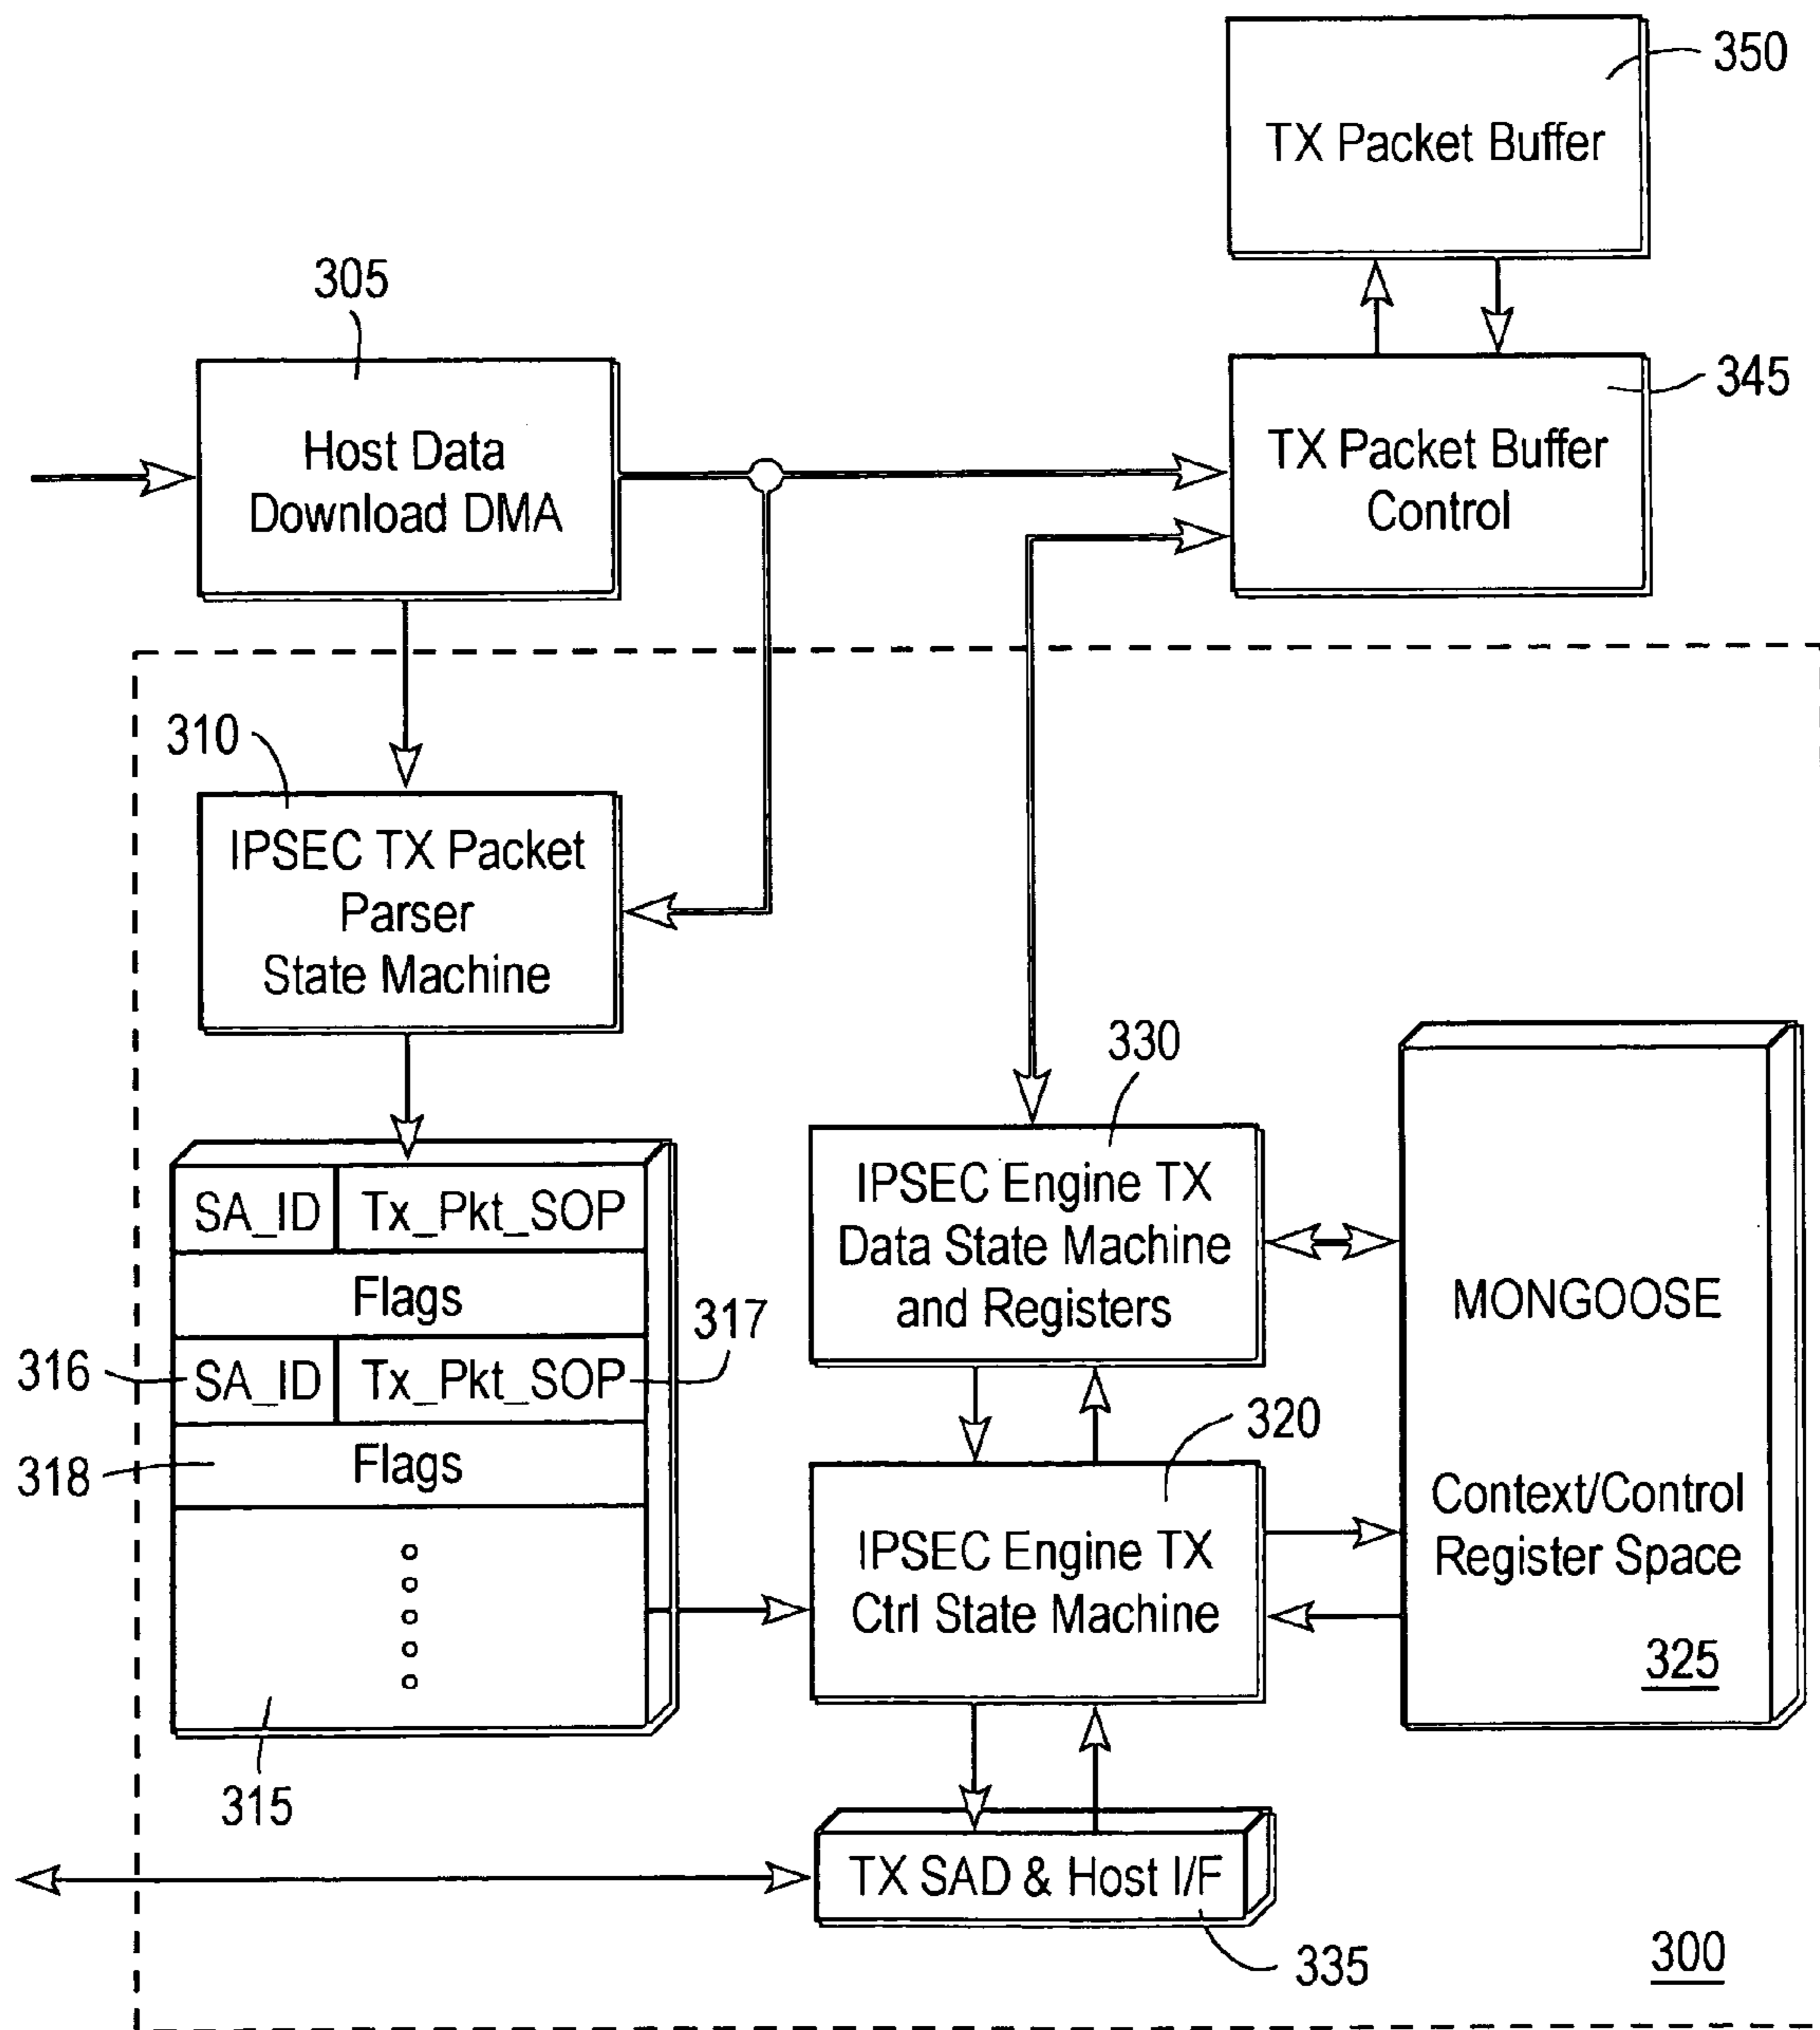 350
TX Packet Buffer
305
345
Host Data
Download DMA
TX Packet Buffer
Control
310
IPSEC TX Packet
Parser
State Machine
330
SA_ID
Tx_Pkt_SOP
IPSEC Engine TX
Data State Machine
and Registers
Flags
317
MONGOOSE
316
SA_ID
Tx_Pkt_SOP
320
318
Flags
Context/Control
Register Space
IPSEC Engine TX
Ctrl State Machine
325
315
TX SAD & Host I/F
335
300